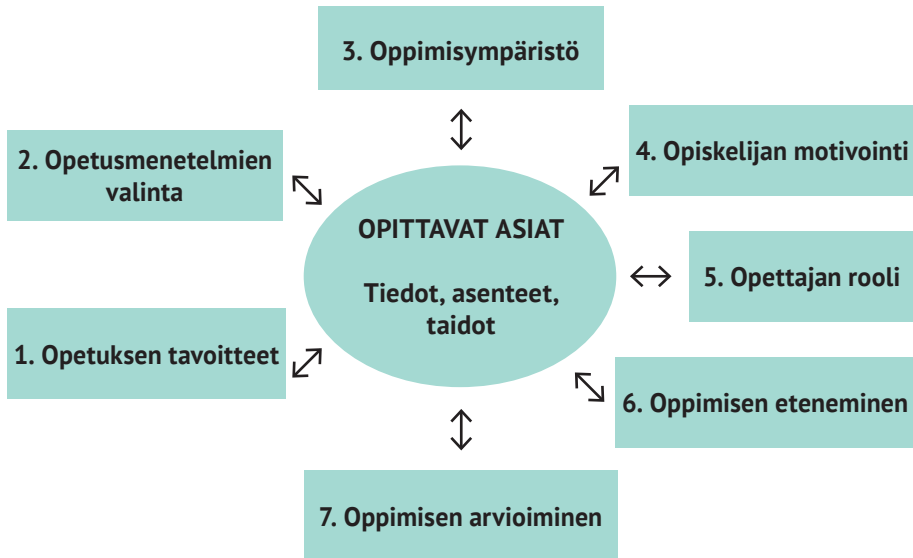 3. Oppimisympäristö
2. Opetusmenetelmien
valinta
4. Opiskelijan motivointi
OPITTAVAT ASIAT
Tiedot, asenteet,
taidot
5. Opettajan rooli
1. Opetuksen tavoitteet
6. Oppimisen eteneminen
7. Oppimisen arvioiminen